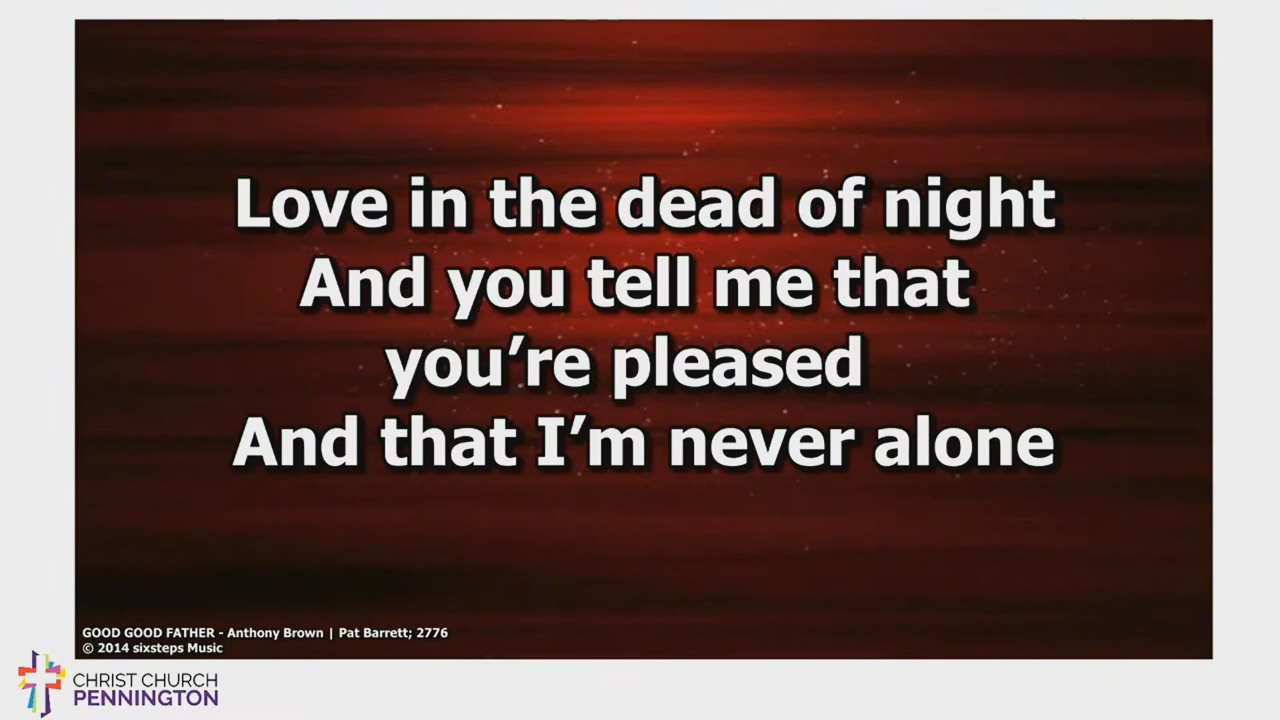 Love in the dead of night
And you tell me that
you’re pleased
And that I’m never alone
GOOD GOOD FATHER - Anthony Brown | Pat Barrett; 2776
© 2014 sixsteps Music
CHRIST CHURCH
PENNINGTON